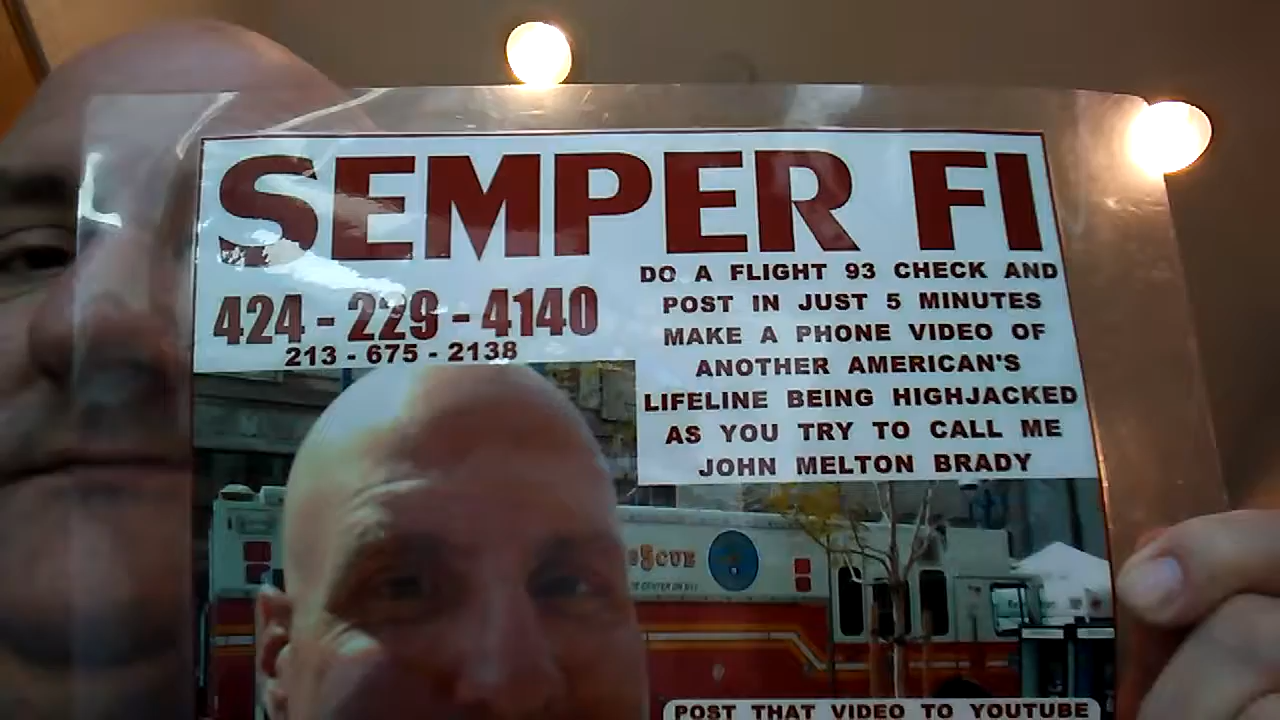 SEMPER FI
424 - 229 - 4140
213 - 675 - 2138
DO A FLIGHT 93 CHECK AND
POST IN JUST 5 MINUTES
MAKE A PHONE VIDEO OF
ANOTHER AMERICAN'S
LIFELINE BEING HIGHJACKED
AS YOU TRY TO CALL ME
JOHN MELTON BRADY
POST THAT VIDEO TO YOUTUBE